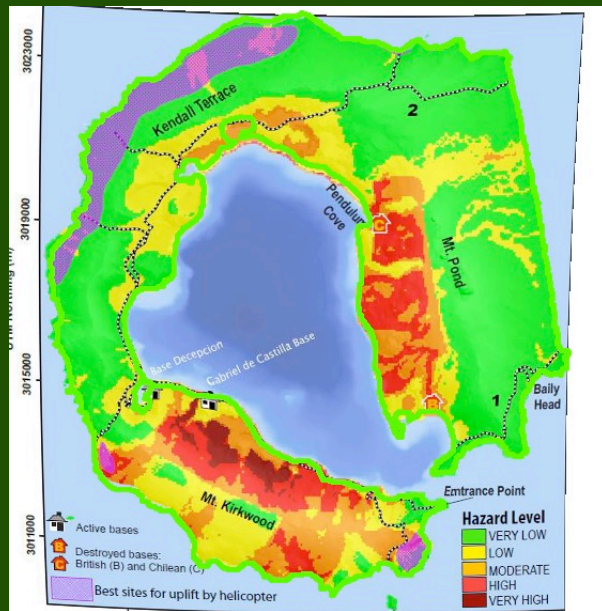 3023000
Kendall Terrace
2
3019000
Pendulum
Cove
C
Mt. Pond
Base Decepcion
Gabriel de Castilla Base
3015000
1
Baily
Head
B
Mt. Kirkwood
Entrance Point
3011000
Active bases
Destroyed bases:
British (B) and Chilean (C)
Best sites for uplift by helicopter
Hazard Level
VERY LOW
LOW
MODERATE
HIGH
VERY HIGH